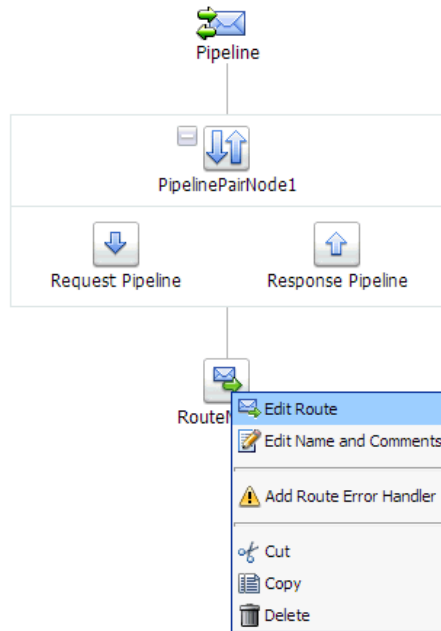 Pipeline
PipelinePairNode1
Request Pipeline
Response Pipeline
Edit Route
Edit Name and Comments
Add Route Error Handler
Cut
Copy
Delete